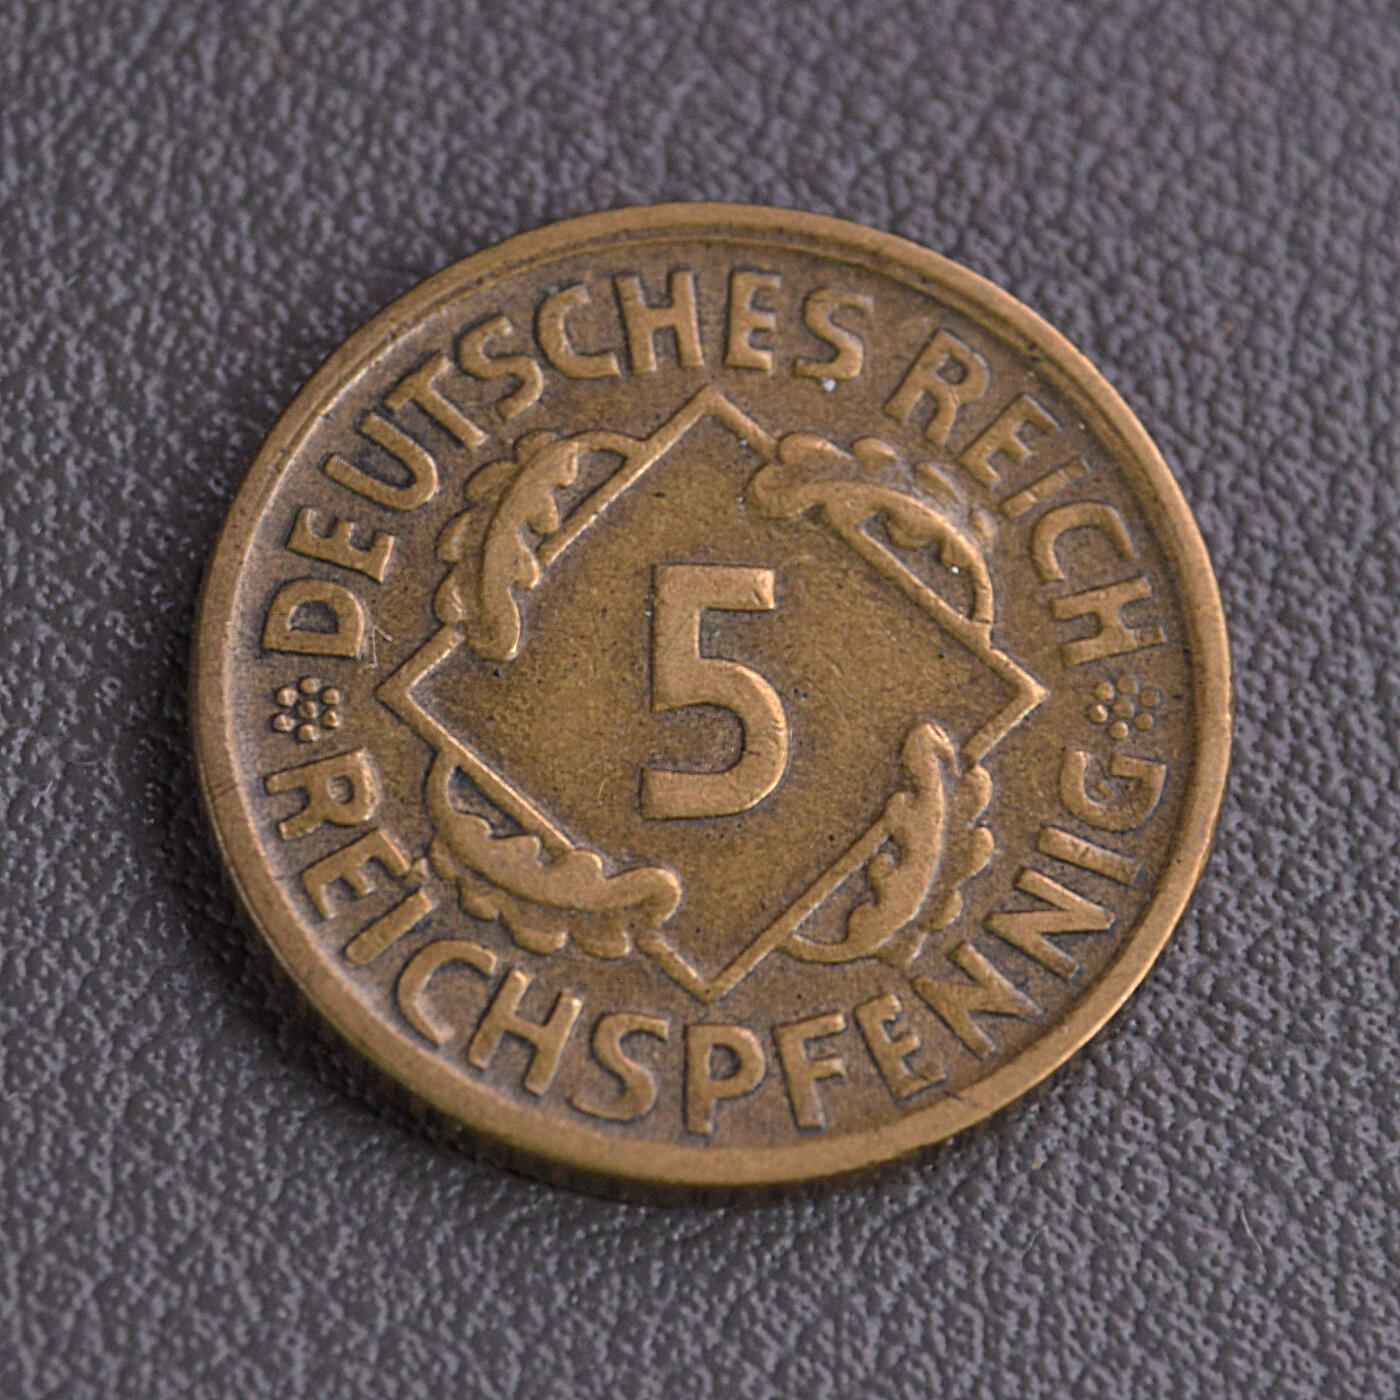 DEUTSCHES REICH
5
REICHSPFENNIG